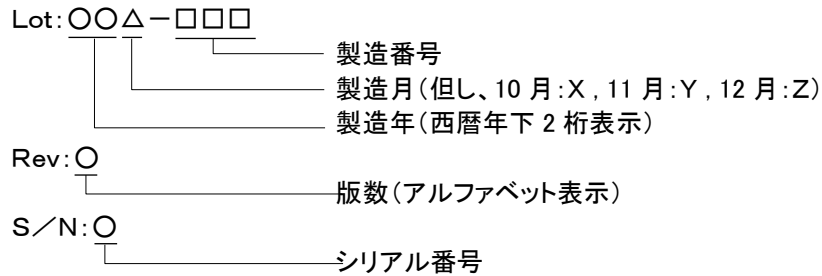 Lot:○○△－□□□
製造番号
製造月(但し、10 月:X , 11 月:Y , 12 月:Z)
製造年(西暦年下 2 桁表示)
Rev:○
版数(アルファベット表示)
S／N:○
シリアル番号